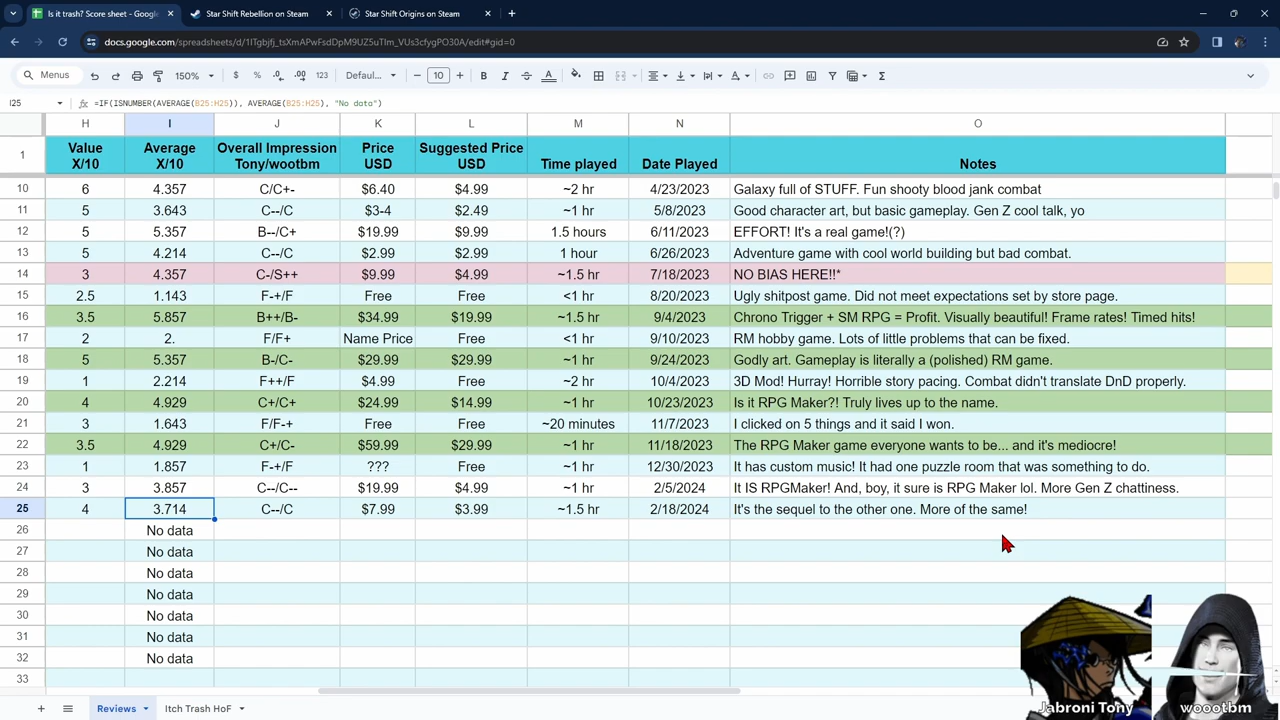 Is it trash? Score sheet - Google
Star Shift Rebellion on Steam
Star Shift Origins on Steam
Menus
150%
$ % .0 .00 123
Defaul...
10
I25
=IF(ISNUMBER(AVERAGE(B25:H25)), AVERAGE(B25:H25), "No data")
H I J K L M N O
1
Value X/10
Average X/10
Overall Impression Tony/wootbm
Price USD
Suggested Price USD
Time played
Date Played
Notes
10 6 4.357 C/C+- $6.40 $4.99 ~2 hr 4/23/2023 Galaxy full of STUFF. Fun shooty blood jank combat
11 5 3.643 C--/C $3-4 $2.49 ~1 hr 5/8/2023 Good character art, but basic gameplay. Gen Z cool talk, yo
12 5 5.357 B--/C+ $19.99 $9.99 1.5 hours 6/11/2023 EFFORT! It's a real game!(?)
13 5 4.214 C--/C $2.99 $2.99 1 hour 6/26/2023 Adventure game with cool world building but bad combat.
14 3 4.357 C-/S++ $9.99 $4.99 ~1.5 hr 7/18/2023 NO BIAS HERE!!*
15 2.5 1.143 F-+/F Free Free <1 hr 8/20/2023 Ugly shitpost game. Did not meet expectations set by store page.
16 3.5 5.857 B++/B- $34.99 $19.99 ~1.5 hr 9/4/2023 Chrono Trigger + SM RPG = Profit. Visually beautiful! Frame rates! Timed hits!
17 2 2. F/F+ Name Price Free <1 hr 9/10/2023 RM hobby game. Lots of little problems that can be fixed.
18 5 5.357 B-/C- $29.99 $29.99 ~1 hr 9/24/2023 Godly art. Gameplay is literally a (polished) RM game.
19 1 2.214 F++/F $4.99 Free ~2 hr 10/4/2023 3D Mod! Hurray! Horrible story pacing. Combat didn't translate DnD properly.
20 4 4.929 C+/C+ $24.99 $14.99 ~1 hr 10/23/2023 Is it RPG Maker?! Truly lives up to the name.
21 3 1.643 F/F-+ Free Free ~20 minutes 11/7/2023 I clicked on 5 things and it said I won.
22 3.5 4.929 C+/C- $59.99 $29.99 ~1 hr 11/18/2023 The RPG Maker game everyone wants to be... and it's mediocre!
23 1 1.857 F-+/F ??? Free ~1 hr 12/30/2023 It has custom music! It had one puzzle room that was something to do.
24 3 3.857 C--/C-- $19.99 $4.99 ~1 hr 2/5/2024 It IS RPGMaker! And, boy, it sure is RPG Maker lol. More Gen Z chattiness.
25 4 3.714 C--/C $7.99 $3.99 ~1.5 hr 2/18/2024 It's the sequel to the other one. More of the same!
26 No data
27 No data
28 No data
29 No data
30 No data
31 No data
32 No data
33
Jabroni Tony
woootbm
Reviews
Itch Trash HoF